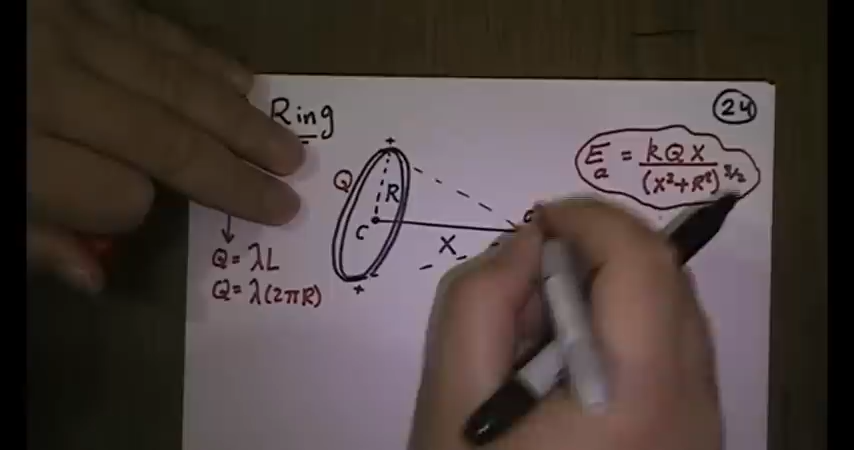 Ring
24
E_a = kQX / (X²+R²)^3/2
+
Q
R
C
X
+
Q = λL
Q = λ(2πR)